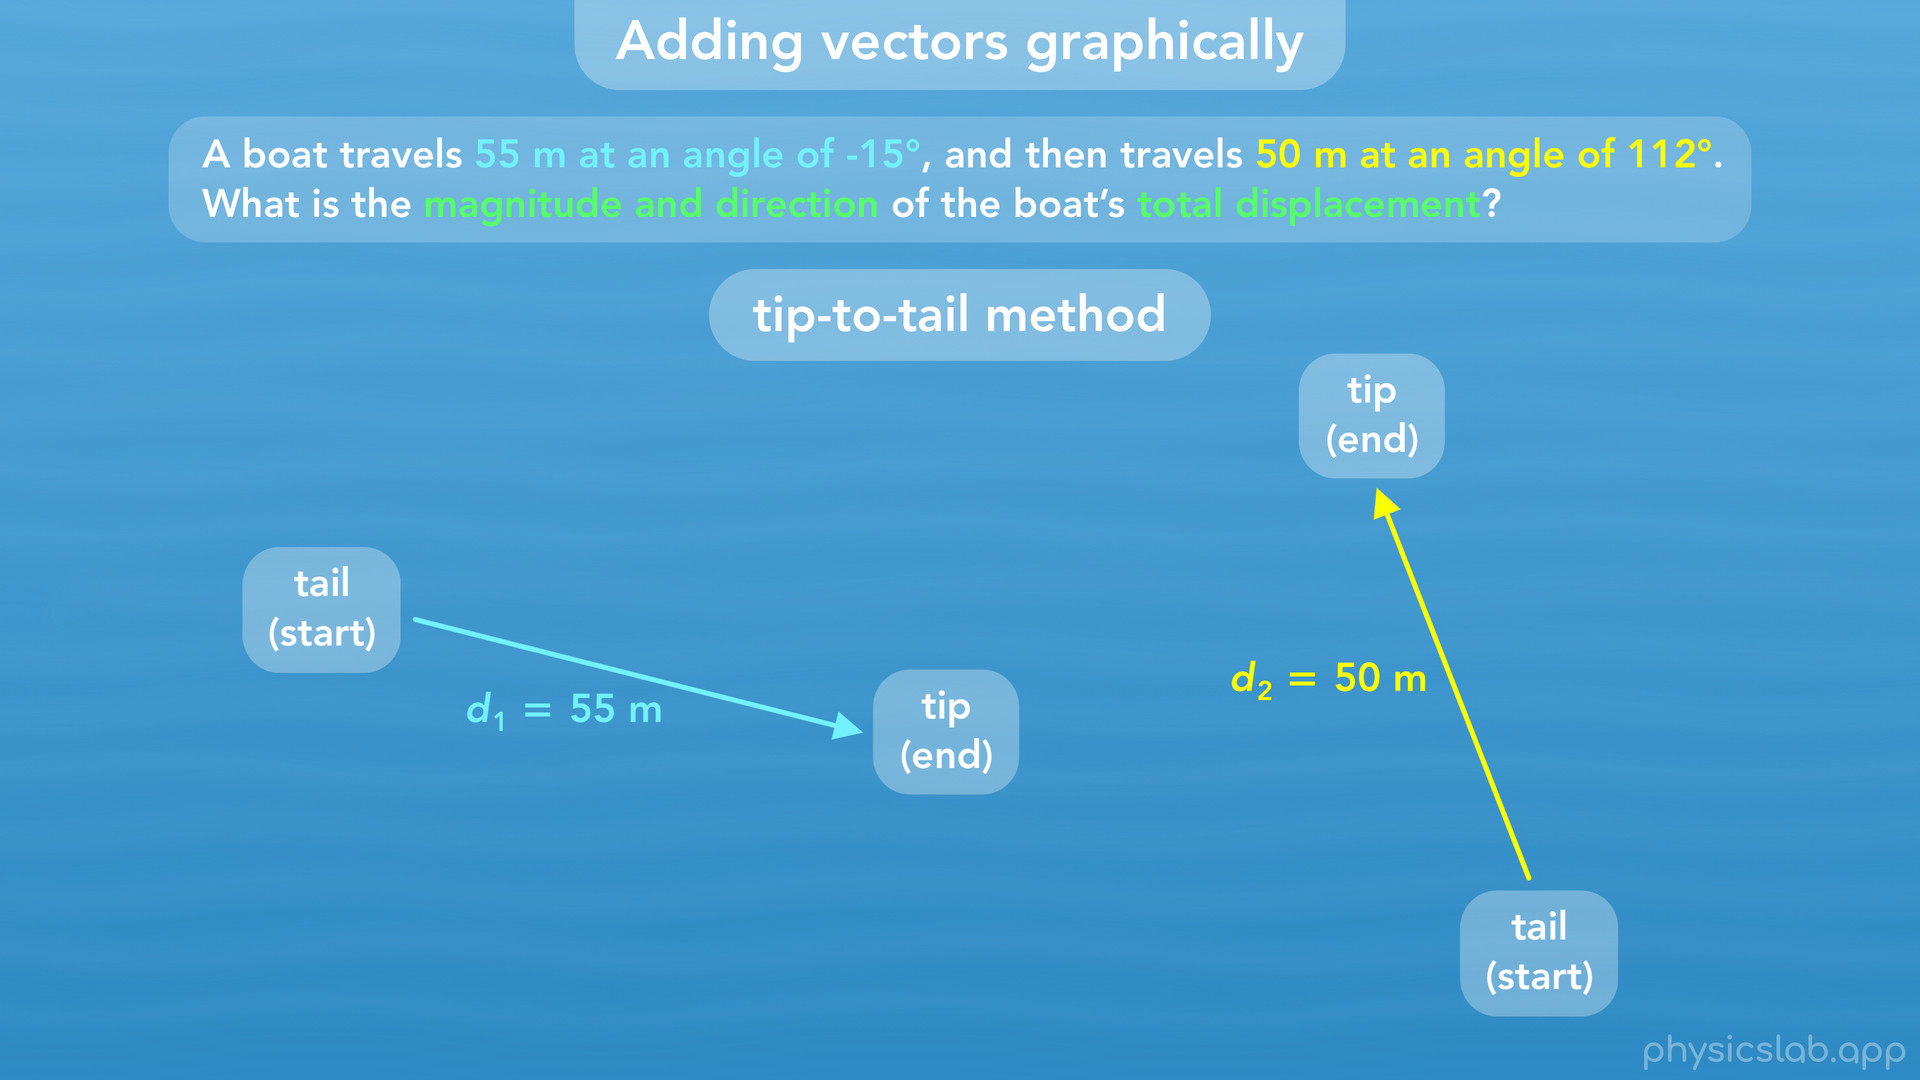 Adding vectors graphically
A boat travels 55 m at an angle of -15°, and then travels 50 m at an angle of 112°.
What is the magnitude and direction of the boat’s total displacement?
tip-to-tail method
tip
(end)
tail
(start)
d₁ = 55 m
tip
(end)
d₂ = 50 m
tail
(start)
physicslab.app